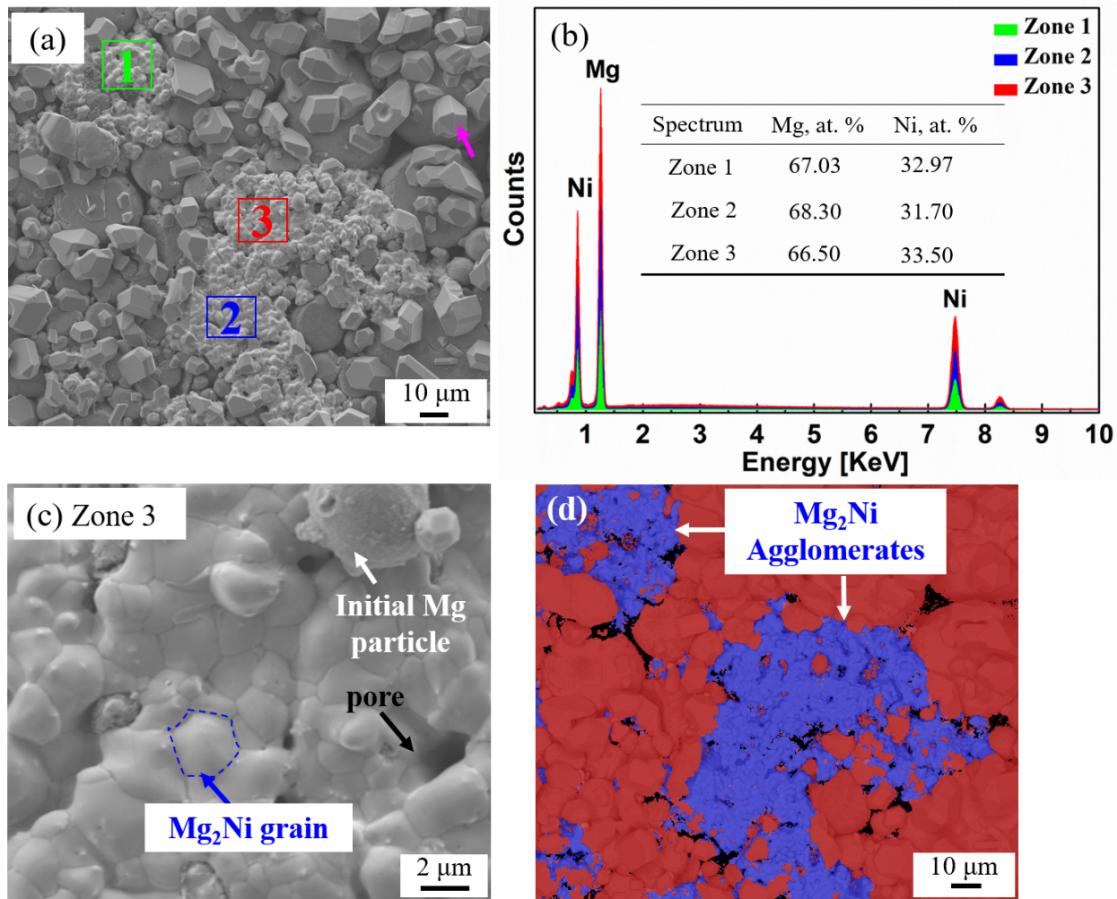 (a)
1
3
2
10 μm
(b)
Zone 1
Zone 2
Zone 3
Mg
Ni
Ni
Spectrum Mg, at. % Ni, at. %
Zone 1 67.03 32.97
Zone 2 68.30 31.70
Zone 3 66.50 33.50
Counts
1 2 3 4 5 6 7 8 9 10
Energy [KeV]
(c) Zone 3
Initial Mg
particle
pore
Mg₂Ni grain
2 μm
(d)
Mg₂Ni
Agglomerates
10 μm